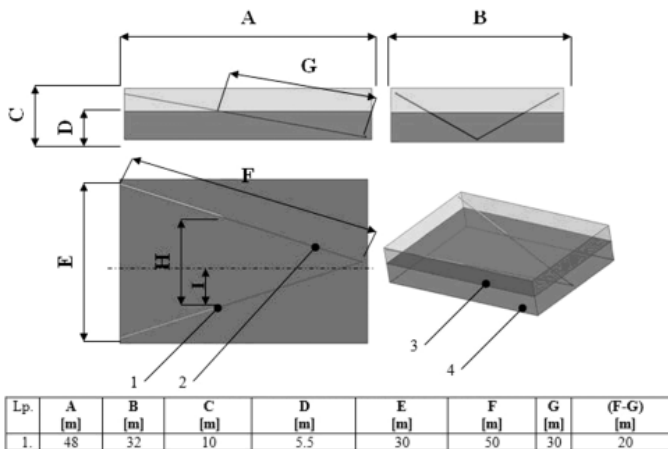 A
B
G
C
D
F
E
H
I
1
2
3
4
Lp. A B C D E F G (F-G)
[m] [m] [m] [m] [m] [m] [m] [m]
1. 48 32 10 5.5 30 50 30 20